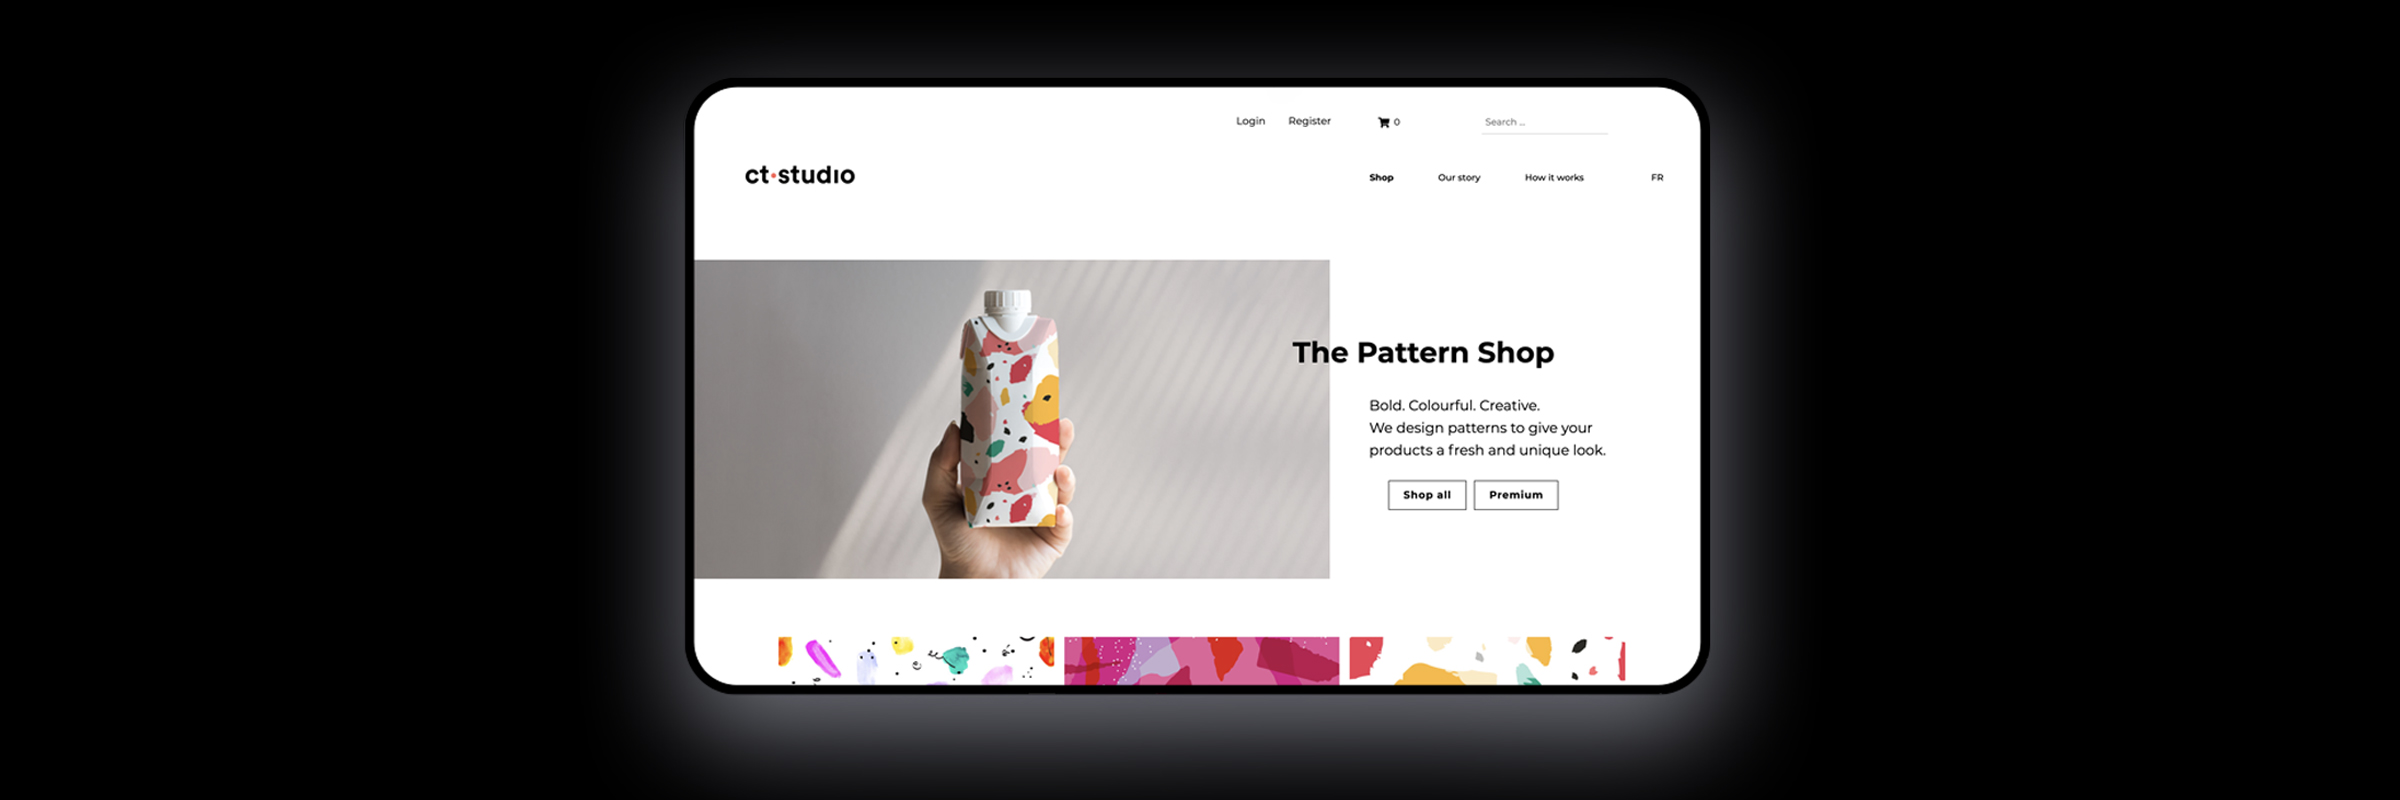 Login Register 0 Search ...
ct·studio
Shop Our story How it works FR
The Pattern Shop
Bold. Colourful. Creative.
We design patterns to give your
products a fresh and unique look.
Shop all Premium